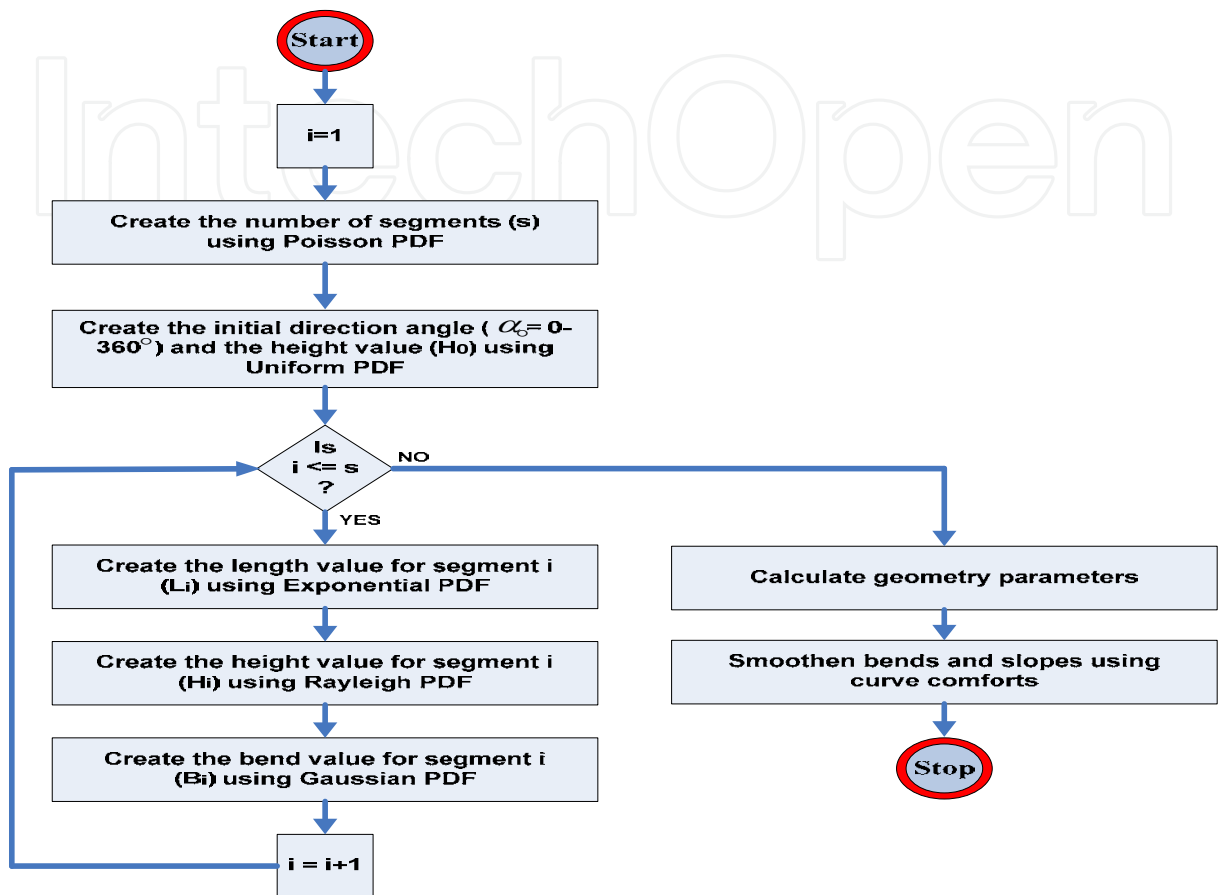 IntechOpen
Start
i=1
Create the number of segments (s)
using Poisson PDF
Create the initial direction angle ( αo= 0-
360°) and the height value (Ho) using
Uniform PDF
Is
i <= s
?
NO
YES
Create the length value for segment i
(Li) using Exponential PDF
Create the height value for segment i
(Hi) using Rayleigh PDF
Create the bend value for segment i
(Bi) using Gaussian PDF
i = i+1
Calculate geometry parameters
Smoothen bends and slopes using
curve comforts
Stop